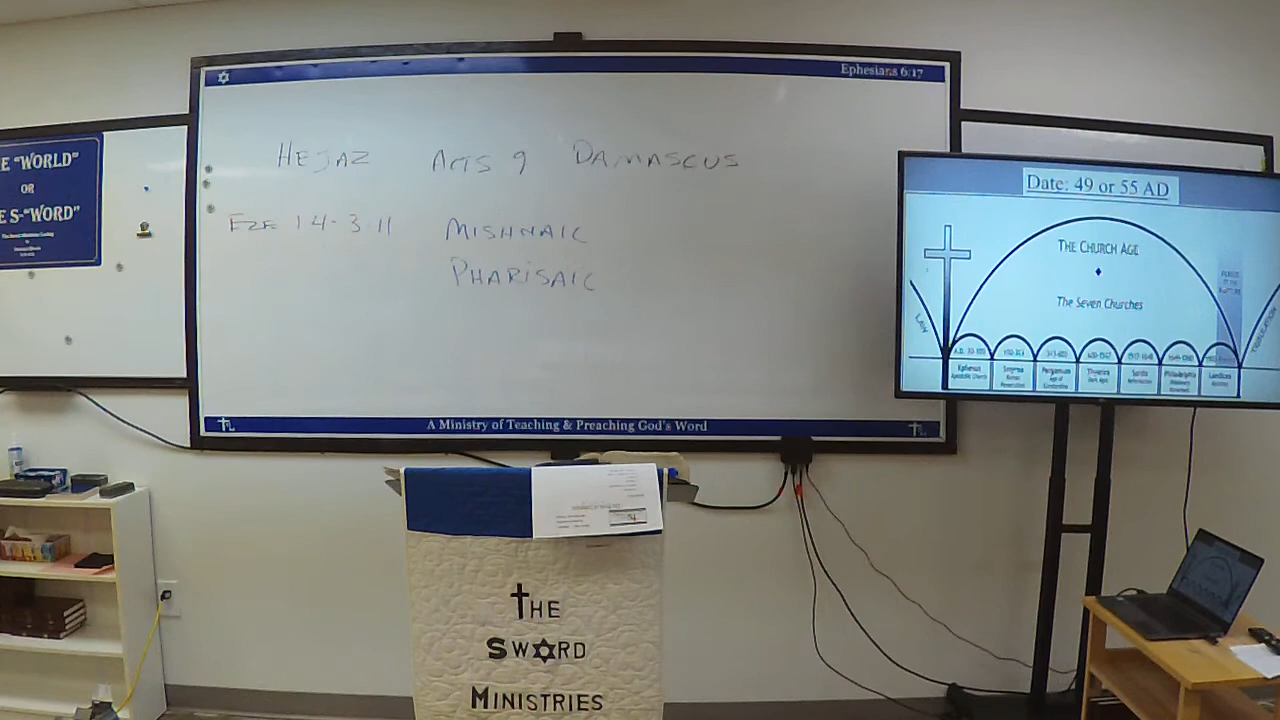 E "WORLD"
OR
E S-"WORD"
Ephesians 6:17
HEJAZ ACTS 9 DAMASCUS
EZE 1:4-3:11 MISHNAIC
PHARISAIC
A Ministry of Teaching & Preaching God's Word
Date: 49 or 55 AD
THE CHURCH AGE
The Seven Churches
LAW
TRIBULATION
Ephesus
Smyrna
Pergamum
Thyatira
Sardis
Philadelphia
Laodicea
THE
SWORD
MINISTRIES